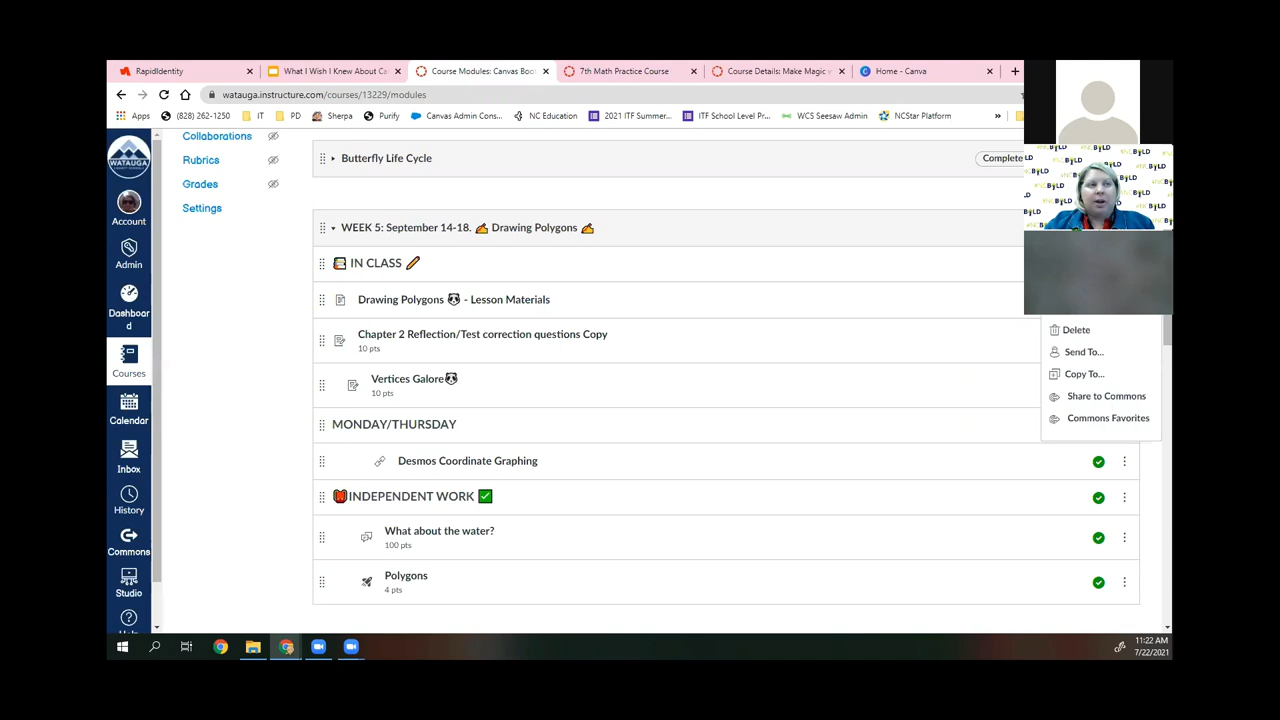 RapidIdentity
What I Wish I Knew About Ca
Course Modules: Canvas Boo
7th Math Practice Course
Course Details: Make Magic w
Home - Canva
watauga.instructure.com/courses/13229/modules
Apps
(828) 262-1250
IT
PD
Sherpa
Purify
Canvas Admin Cons...
NC Education
2021 ITF Summer...
ITF School Level Pr...
WCS Seesaw Admin
NCStar Platform
»
WATAUGA
Account
Admin
Dashboar
d
Courses
Calendar
Inbox
History
Commons
Studio
Collaborations
Rubrics
Grades
Settings
Butterfly Life Cycle
Complete
WEEK 5: September 14-18. ✍ Drawing Polygons ✍
IN CLASS
Drawing Polygons 🐼 - Lesson Materials
Chapter 2 Reflection/Test correction questions Copy
10 pts
Vertices Galore🐼
10 pts
MONDAY/THURSDAY
Desmos Coordinate Graphing
INDEPENDENT WORK ✅
What about the water?
100 pts
Polygons
4 pts
#NCBOLD
Delete
Send To...
Copy To...
Share to Commons
Commons Favorites
11:22 AM
7/22/2021